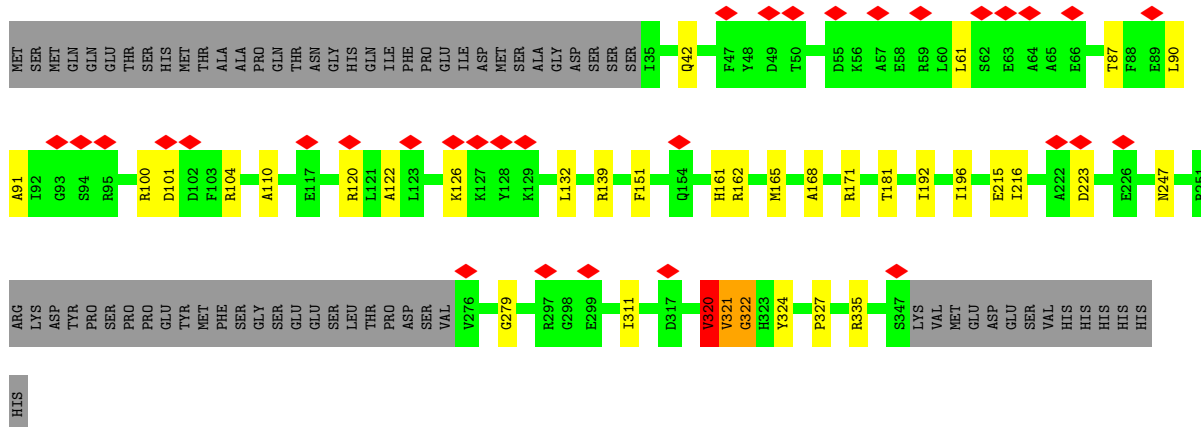 MET SER MET GLN GLN GLU THR SER HIS MET THR ALA ALA PRO GLN THR ASN GLY HIS GLN ILE PHE PRO GLU ILE ASP MET SER ALA GLY ASP SER SER SER I35 Q42 F47 Y48 D49 T50 D55 K56 A57 E58 R59 L60 L61 S62 E63 A64 A65 E66 T87 F88 E89 L90
A91 I92 G93 S94 R95 R100 D101 D102 F103 R104 A110 E117 R120 L121 A122 L123 K126 K127 Y128 K129 L132 R139 F151 Q154 H161 R162 M165 A168 R171 T181 I192 I196 E215 I216 A222 D223 E226 N247
ARG LYS ASP TYR PRO SER PRO PRO GLU TYR MET PHE SER GLY SER GLU GLU SER LEU THR PRO ASP SER VAL V276 G279 R297 G298 E299 I311 D317 V320 V321 G322 H323 Y324 P327 R335 S347 LYS VAL MET GLU ASP GLU SER VAL HIS HIS HIS HIS HIS
HIS